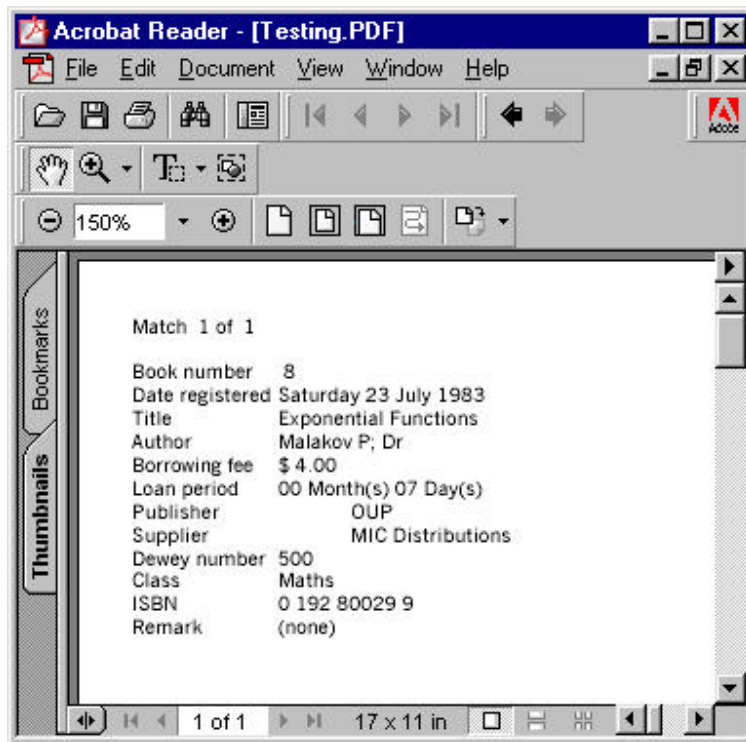 Acrobat Reader - [Testing.PDF]
File Edit Document View Window Help
Adobe
150%
Bookmarks
Thumbnails
Match 1 of 1
Book number 8
Date registered Saturday 23 July 1983
Title Exponential Functions
Author Malakov P; Dr
Borrowing fee $ 4.00
Loan period 00 Month(s) 07 Day(s)
Publisher OUP
Supplier MIC Distributions
Dewey number 500
Class Maths
ISBN 0 192 80029 9
Remark (none)
1 of 1 17 x 11 in